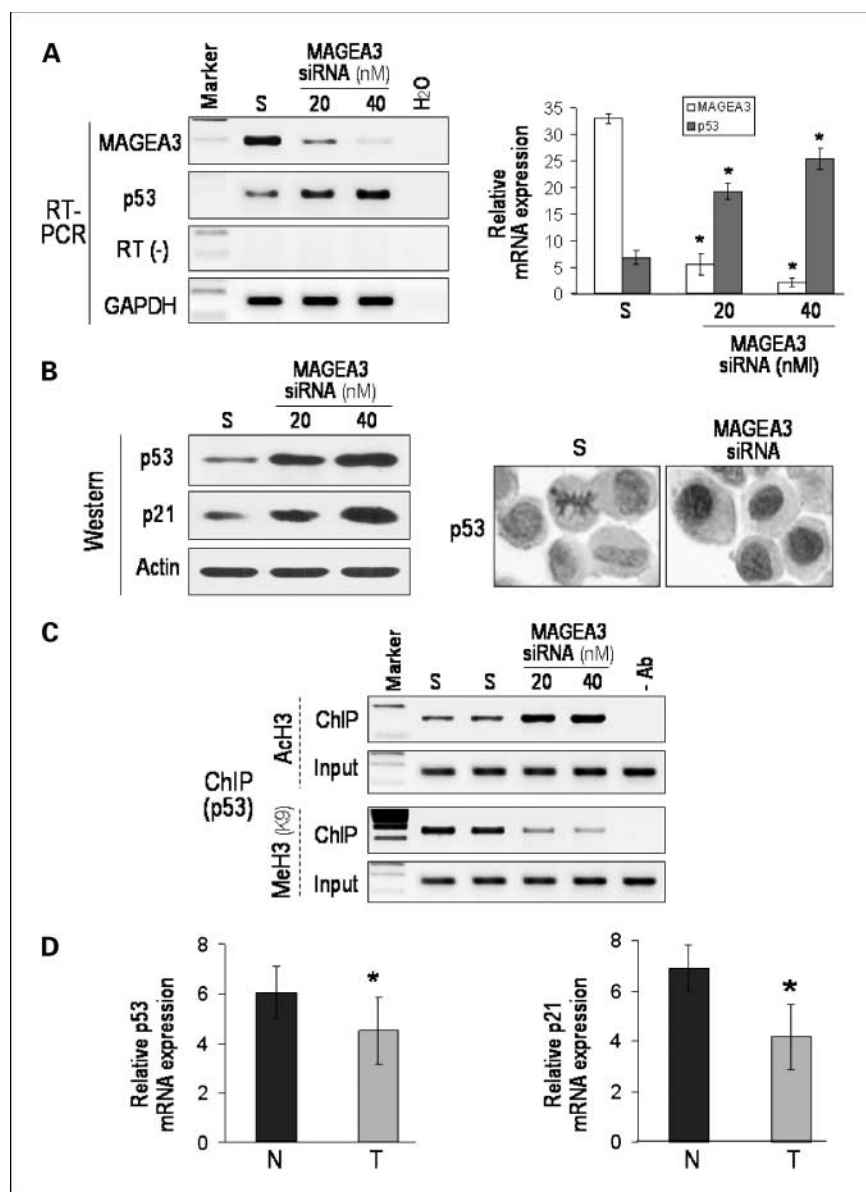 A
Marker
S
MAGEA3
siRNA (nM)
20 40
H2O
RT-
PCR
MAGEA3
p53
RT (-)
GAPDH
Relative
mRNA expression
MAGEA3
p53
35
30
25
20
15
10
5
0
* * * *
S 20 40
MAGEA3
siRNA (nMl)
B
MAGEA3
siRNA (nM)
S 20 40
Western
p53
p21
Actin
S
MAGEA3
siRNA
p53
C
Marker
S S
MAGEA3
siRNA (nM)
20 40
- Ab
ChIP
(p53)
AcH3
ChIP
Input
MeH3 (K9)
ChIP
Input
D
Relative p53
mRNA expression
8
6
4
2
0
*
N T
Relative p21
mRNA expression
8
6
4
2
0
*
N T